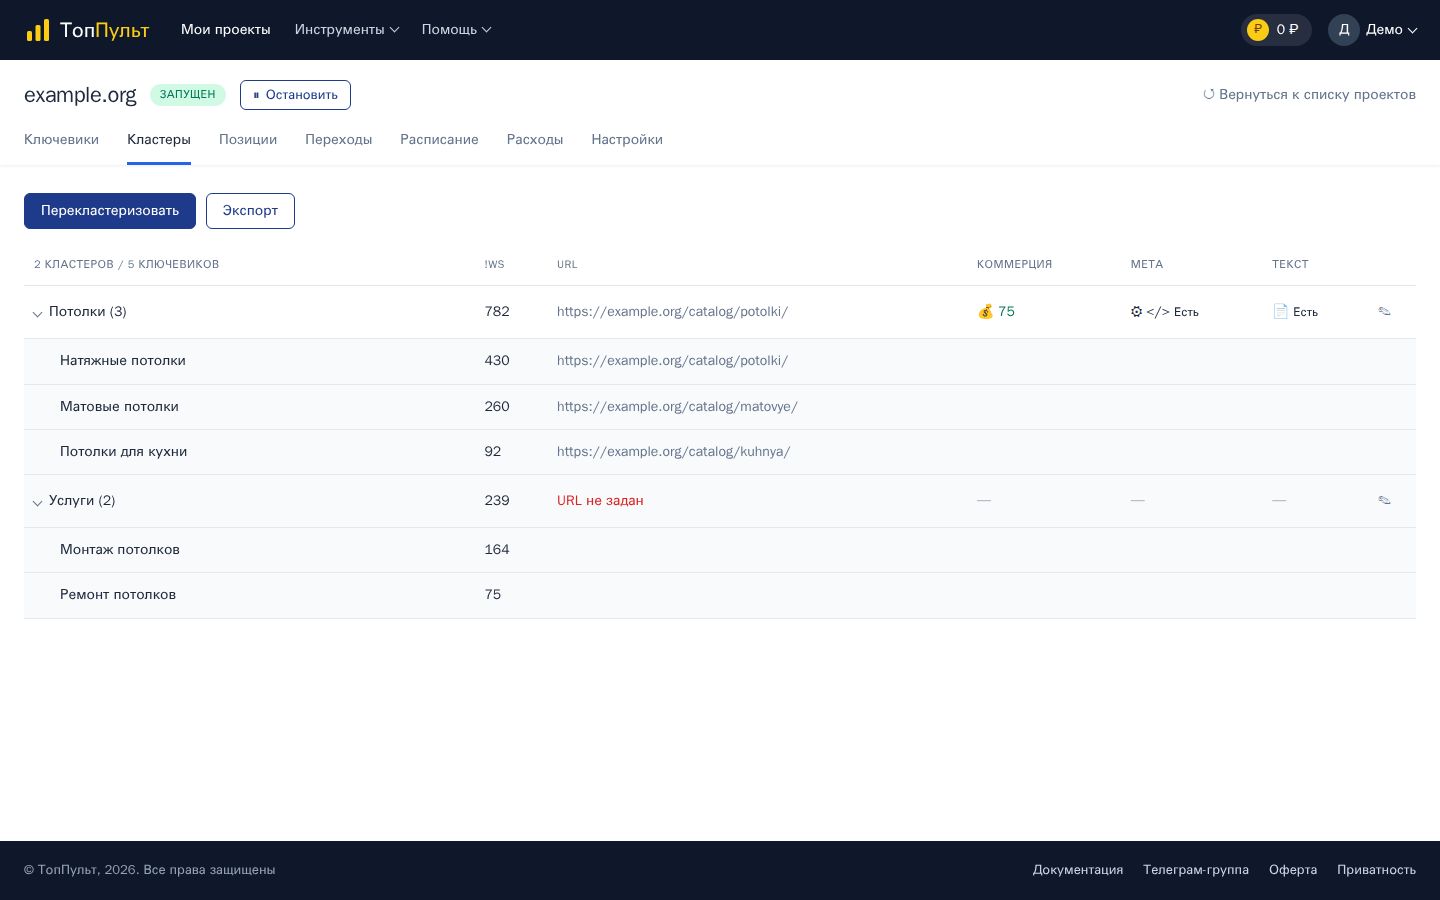 ТопПульт Мои проекты Инструменты Помощь ₽ 0 ₽ Д Демо
example.org ЗАПУЩЕН Остановить Вернуться к списку проектов
Ключевики Кластеры Позиции Переходы Расписание Расходы Настройки
Перекластеризовать Экспорт
2 КЛАСТЕРОВ / 5 КЛЮЧЕВИКОВ !WS URL КОММЕРЦИЯ МЕТА ТЕКСТ
Потолки (3) 782 https://example.org/catalog/potolki/ 75 </> Есть Есть
Натяжные потолки 430 https://example.org/catalog/potolki/
Матовые потолки 260 https://example.org/catalog/matovye/
Потолки для кухни 92 https://example.org/catalog/kuhnya/
Услуги (2) 239 URL не задан — — —
Монтаж потолков 164
Ремонт потолков 75
© ТопПульт, 2026. Все права защищены Документация Телеграм-группа Оферта Приватность